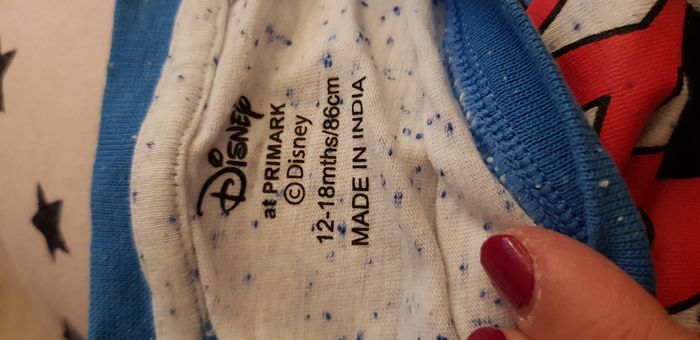 Disney
at PRIMARK
©Disney
12-18mths/86cm
MADE IN INDIA